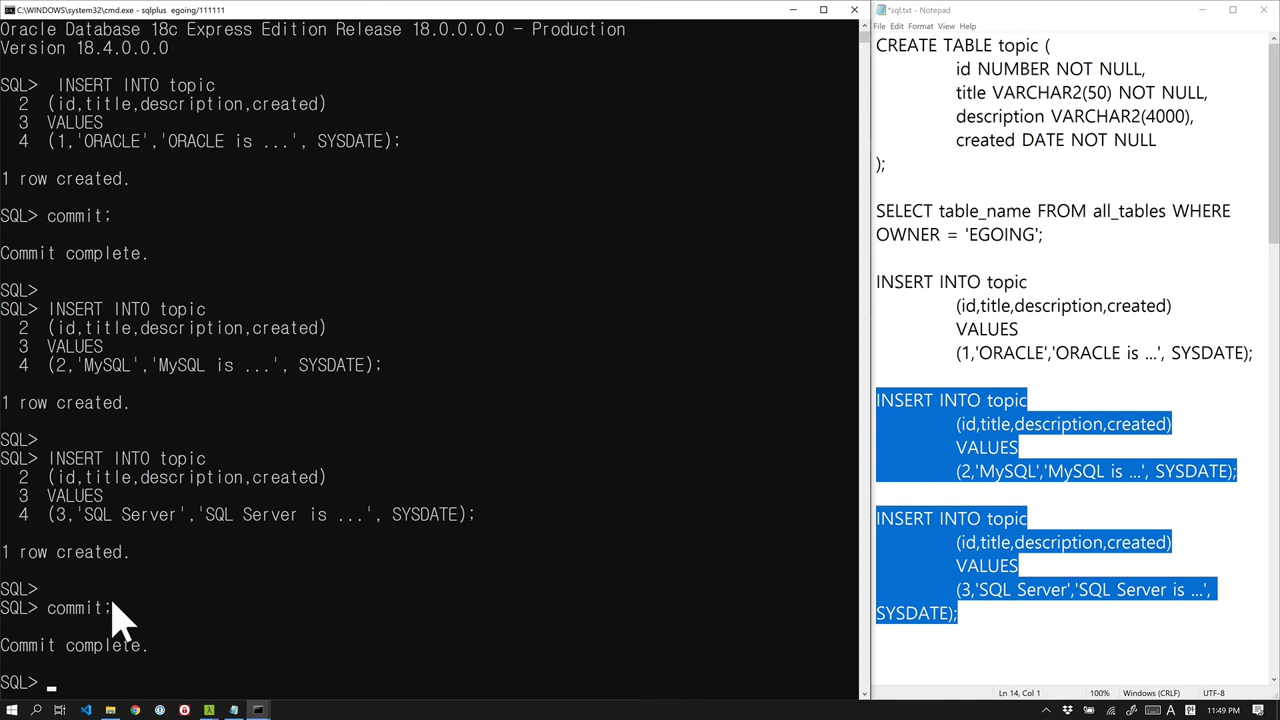 C:\WINDOWS\system32\cmd.exe - sqlplus  egoing/111111
Oracle Database 18c Express Edition Release 18.0.0.0.0 – Production
Version 18.4.0.0.0
SQL>  INSERT INTO topic
2  (id,title,description,created)
3  VALUES
4  (1,'ORACLE','ORACLE is ...', SYSDATE);
1 row created.
SQL> commit;
Commit complete.
SQL>
SQL> INSERT INTO topic
2  (id,title,description,created)
3  VALUES
4  (2,'MySQL','MySQL is ...', SYSDATE);
1 row created.
SQL>
SQL> INSERT INTO topic
2  (id,title,description,created)
3  VALUES
4  (3,'SQL Server','SQL Server is ...', SYSDATE);
1 row created.
SQL>
SQL> commit;
Commit complete.
SQL>
*sql.txt - Notepad
File Edit Format View Help
CREATE TABLE topic (
id NUMBER NOT NULL,
title VARCHAR2(50) NOT NULL,
description VARCHAR2(4000),
created DATE NOT NULL
);
SELECT table_name FROM all_tables WHERE
OWNER = 'EGOING';
INSERT INTO topic
(id,title,description,created)
VALUES
(1,'ORACLE','ORACLE is ...', SYSDATE);
INSERT INTO topic
(id,title,description,created)
VALUES
(2,'MySQL','MySQL is ...', SYSDATE);
INSERT INTO topic
(id,title,description,created)
VALUES
(3,'SQL Server','SQL Server is ...',
SYSDATE);
Ln 14, Col 1
100%
Windows (CRLF)
UTF-8
A
11:49 PM